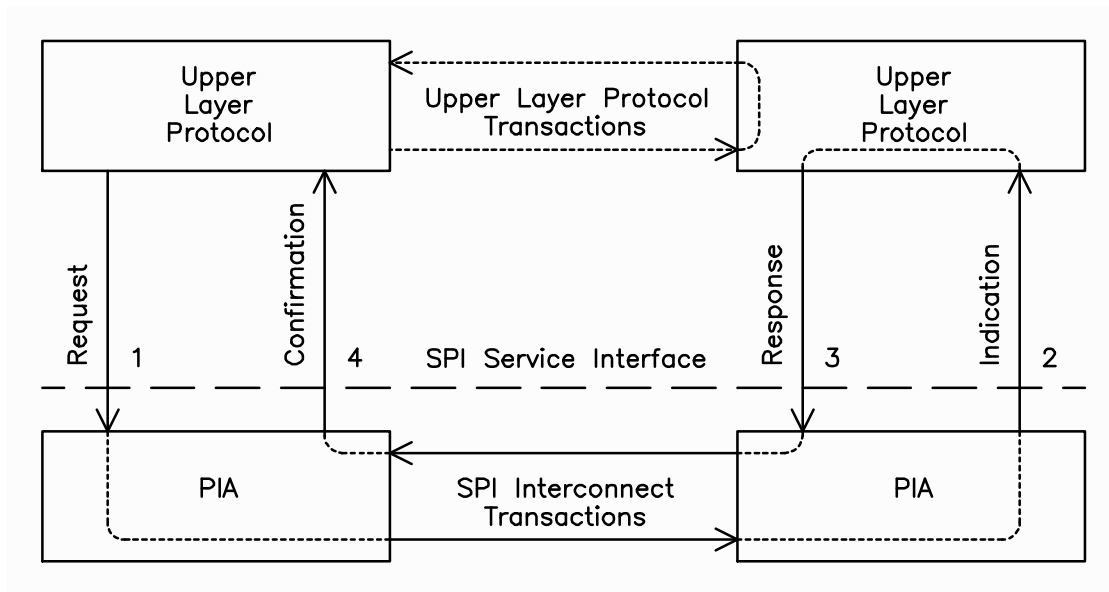 Upper
Layer
Protocol
Upper Layer Protocol
Transactions
Upper
Layer
Protocol
Request
1
Confirmation
4
SPI Service Interface
Response
3
Indication
2
PIA
SPI Interconnect
Transactions
PIA